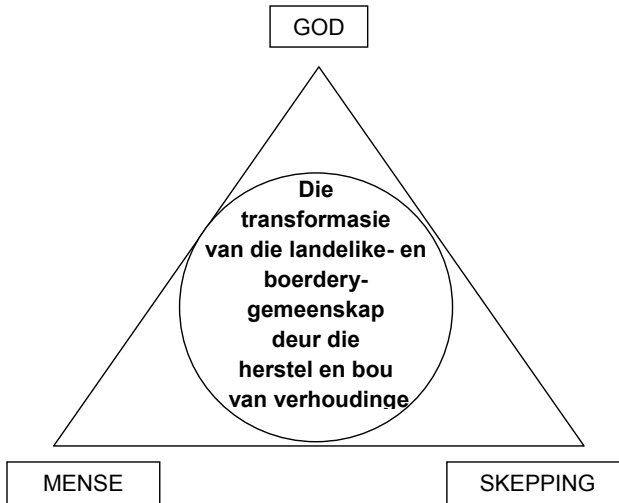 GOD
Die
transformasie
van die landelike- en
boerdery-
gemeenskap
deur die
herstel en bou
van verhoudinge
MENSE
SKEPPING